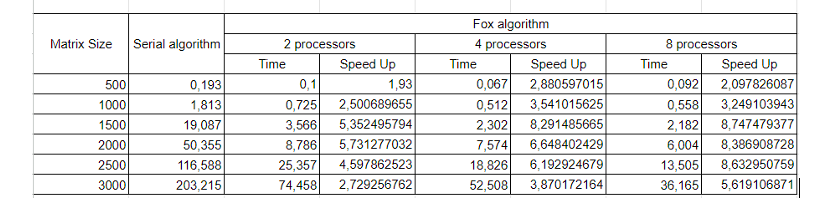 Fox algorithm
Matrix Size Serial algorithm 2 processors 4 processors 8 processors
Time Speed Up Time Speed Up Time Speed Up
500 0,193 0,1 1,93 0,067 2,880597015 0,092 2,097826087
1000 1,813 0,725 2,500689655 0,512 3,541015625 0,558 3,249103943
1500 19,087 3,566 5,352495794 2,302 8,291485665 2,182 8,747479377
2000 50,355 8,786 5,731277032 7,574 6,648402429 6,004 8,386908728
2500 116,588 25,357 4,597862523 18,826 6,192924679 13,505 8,632950759
3000 203,215 74,458 2,729256762 52,508 3,870172164 36,165 5,619106871